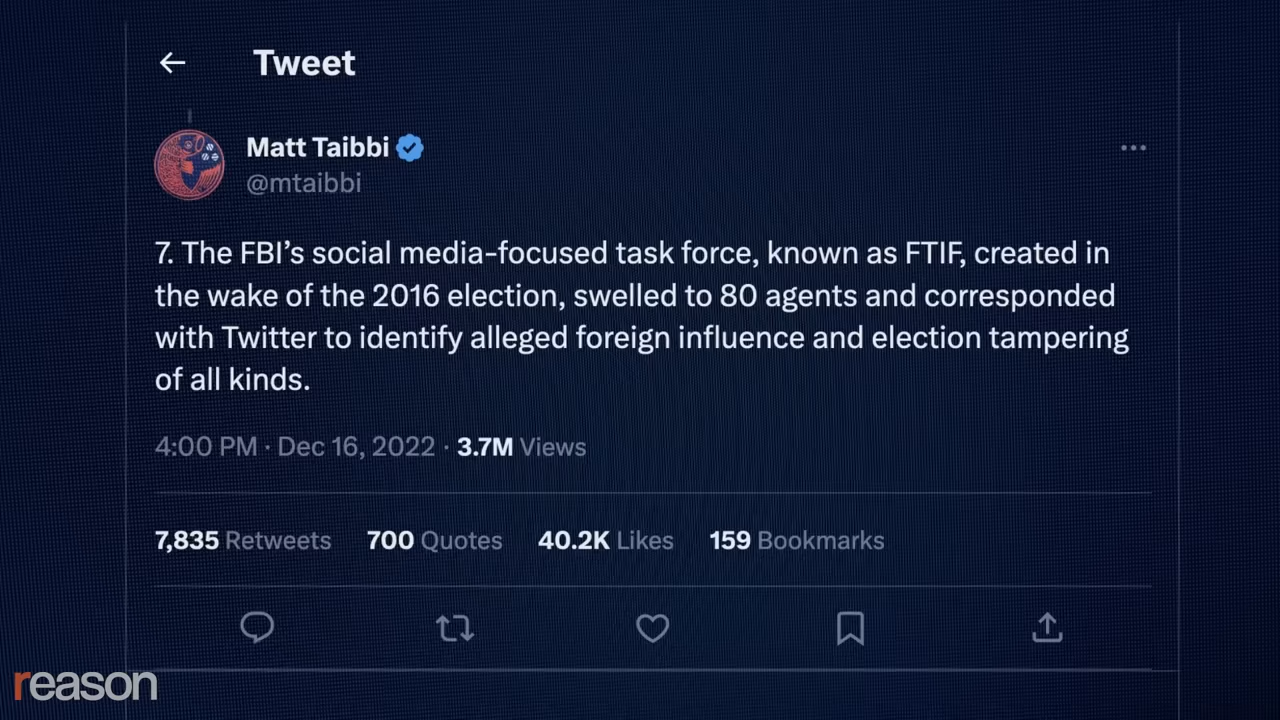 Tweet
Matt Taibbi
@mtaibbi
7. The FBI’s social media-focused task force, known as FTIF, created in
the wake of the 2016 election, swelled to 80 agents and corresponded
with Twitter to identify alleged foreign influence and election tampering
of all kinds.
4:00 PM · Dec 16, 2022 · 3.7M Views
7,835 Retweets 700 Quotes 40.2K Likes 159 Bookmarks
reason